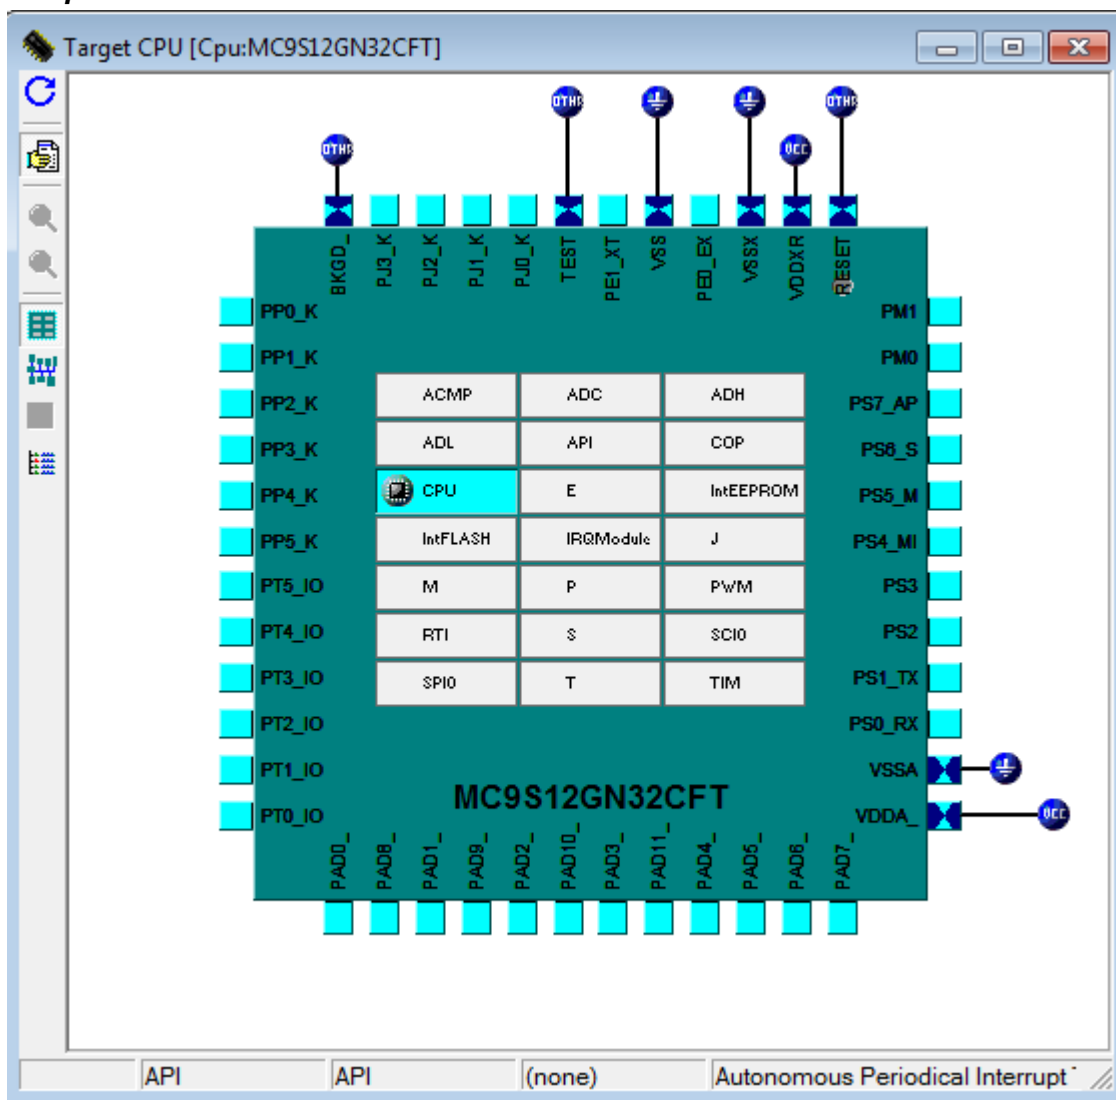 Target CPU [Cpu:MC9S12GN32CFT]
OTHR
OTHR
OTHR
VCC
BKGD_
PJ3_K
PJ2_K
PJ1_K
PJ0_K
TEST
PE1_XT
VSS
PE0_EX
VSSX
VDDXR
RESET
PP0_K
PP1_K
PP2_K
PP3_K
PP4_K
PP5_K
PT5_IO
PT4_IO
PT3_IO
PT2_IO
PT1_IO
PT0_IO
ACMP ADC ADH
ADL API COP
CPU E IntEEPROM
IntFLASH IRQModule J
M P PWM
RTI S SCI0
SPI0 T TIM
PM1
PM0
PS7_AP
PS6_S
PS5_M
PS4_MI
PS3
PS2
PS1_TX
PS0_RX
VSSA
VDDA_
VCC
MC9S12GN32CFT
PAD0_
PAD8_
PAD1_
PAD9_
PAD2_
PAD10_
PAD3_
PAD11_
PAD4_
PAD5_
PAD6_
PAD7_
API API (none) Autonomous Periodical Interrupt